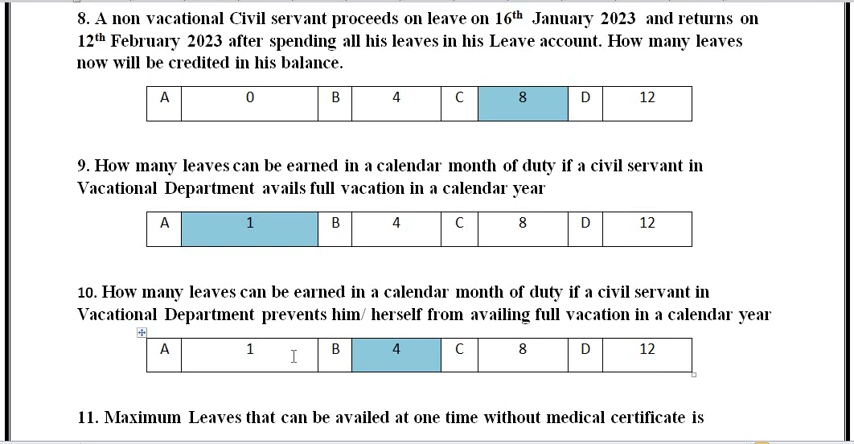 8. A non vacational Civil servant proceeds on leave on 16th January 2023 and returns on
12th February 2023 after spending all his leaves in his Leave account. How many leaves
now will be credited in his balance.
A 0 B 4 C 8 D 12
9. How many leaves can be earned in a calendar month of duty if a civil servant in
Vacational Department avails full vacation in a calendar year
A 1 B 4 C 8 D 12
10. How many leaves can be earned in a calendar month of duty if a civil servant in
Vacational Department prevents him/ herself from availing full vacation in a calendar year
A 1 B 4 C 8 D 12
11. Maximum Leaves that can be availed at one time without medical certificate is